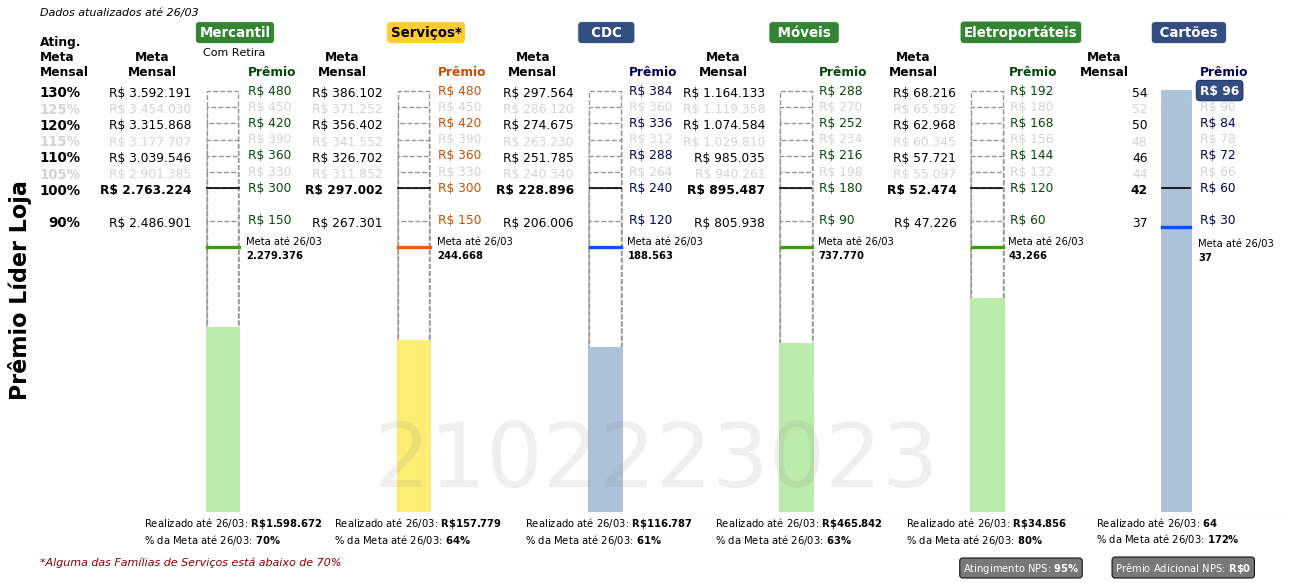 Dados atualizados até 26/03
Mercantil Serviços* CDC Móveis Eletroportáteis Cartões
Com Retira
Ating. Meta Mensal
Meta Mensal Prêmio Meta Mensal Prêmio Meta Mensal Prêmio Meta Mensal Prêmio Meta Mensal Prêmio Meta Mensal Prêmio
130% R$ 3.592.191 R$ 480 R$ 386.102 R$ 480 R$ 297.564 R$ 384 R$ 1.164.133 R$ 288 R$ 68.216 R$ 192 54 R$ 96
125% R$ 3.454.030 R$ 450 R$ 371.252 R$ 450 R$ 286.120 R$ 360 R$ 1.119.358 R$ 270 R$ 65.592 R$ 180 52 R$ 90
120% R$ 3.315.868 R$ 420 R$ 356.402 R$ 420 R$ 274.675 R$ 336 R$ 1.074.584 R$ 252 R$ 62.968 R$ 168 50 R$ 84
115% R$ 3.177.707 R$ 390 R$ 341.552 R$ 390 R$ 263.230 R$ 312 R$ 1.029.810 R$ 234 R$ 60.345 R$ 156 48 R$ 78
110% R$ 3.039.546 R$ 360 R$ 326.702 R$ 360 R$ 251.785 R$ 288 R$ 985.035 R$ 216 R$ 57.721 R$ 144 46 R$ 72
105% R$ 2.901.385 R$ 330 R$ 311.852 R$ 330 R$ 240.340 R$ 264 R$ 940.261 R$ 198 R$ 55.097 R$ 132 44 R$ 66
100% R$ 2.763.224 R$ 300 R$ 297.002 R$ 300 R$ 228.896 R$ 240 R$ 895.487 R$ 180 R$ 52.474 R$ 120 42 R$ 60
90% R$ 2.486.901 R$ 150 R$ 267.301 R$ 150 R$ 206.006 R$ 120 R$ 805.938 R$ 90 R$ 47.226 R$ 60 37 R$ 30
Meta até 26/03 Meta até 26/03 Meta até 26/03 Meta até 26/03 Meta até 26/03 Meta até 26/03
2.279.376 244.668 188.563 737.770 43.266 37
Prêmio Líder Loja
2102223023
Realizado até 26/03: R$1.598.672 Realizado até 26/03: R$157.779 Realizado até 26/03: R$116.787 Realizado até 26/03: R$465.842 Realizado até 26/03: R$34.856 Realizado até 26/03: 64
% da Meta até 26/03: 70% % da Meta até 26/03: 64% % da Meta até 26/03: 61% % da Meta até 26/03: 63% % da Meta até 26/03: 80% % da Meta até 26/03: 172%
*Alguma das Famílias de Serviços está abaixo de 70%
Atingimento NPS: 95% Prêmio Adicional NPS: R$0